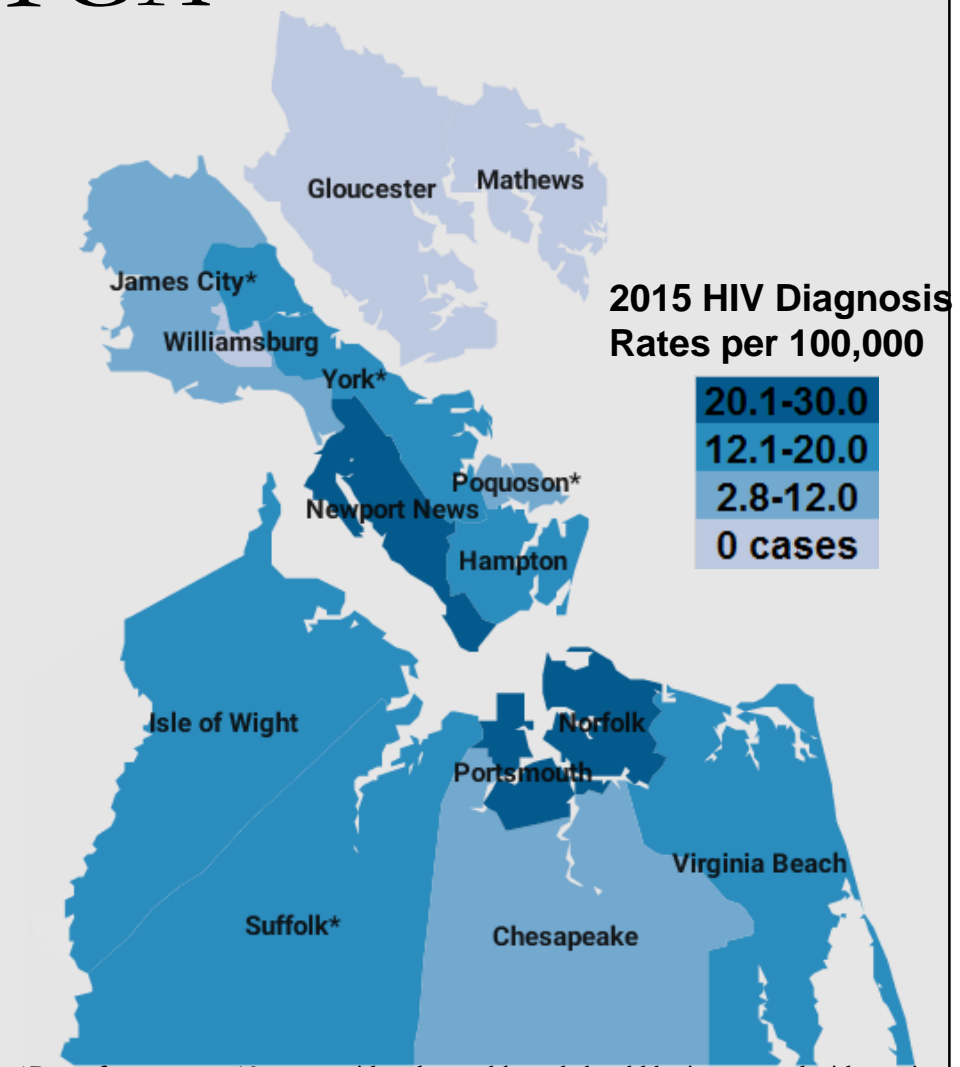 Gloucester
Mathews
James City*
Williamsburg
York*
2015 HIV Diagnosis
Rates per 100,000
20.1-30.0
12.1-20.0
2.8-12.0
0 cases
Poquoson*
Newport News
Hampton
Isle of Wight
Norfolk
Portsmouth
Virginia Beach
Suffolk*
Chesapeake